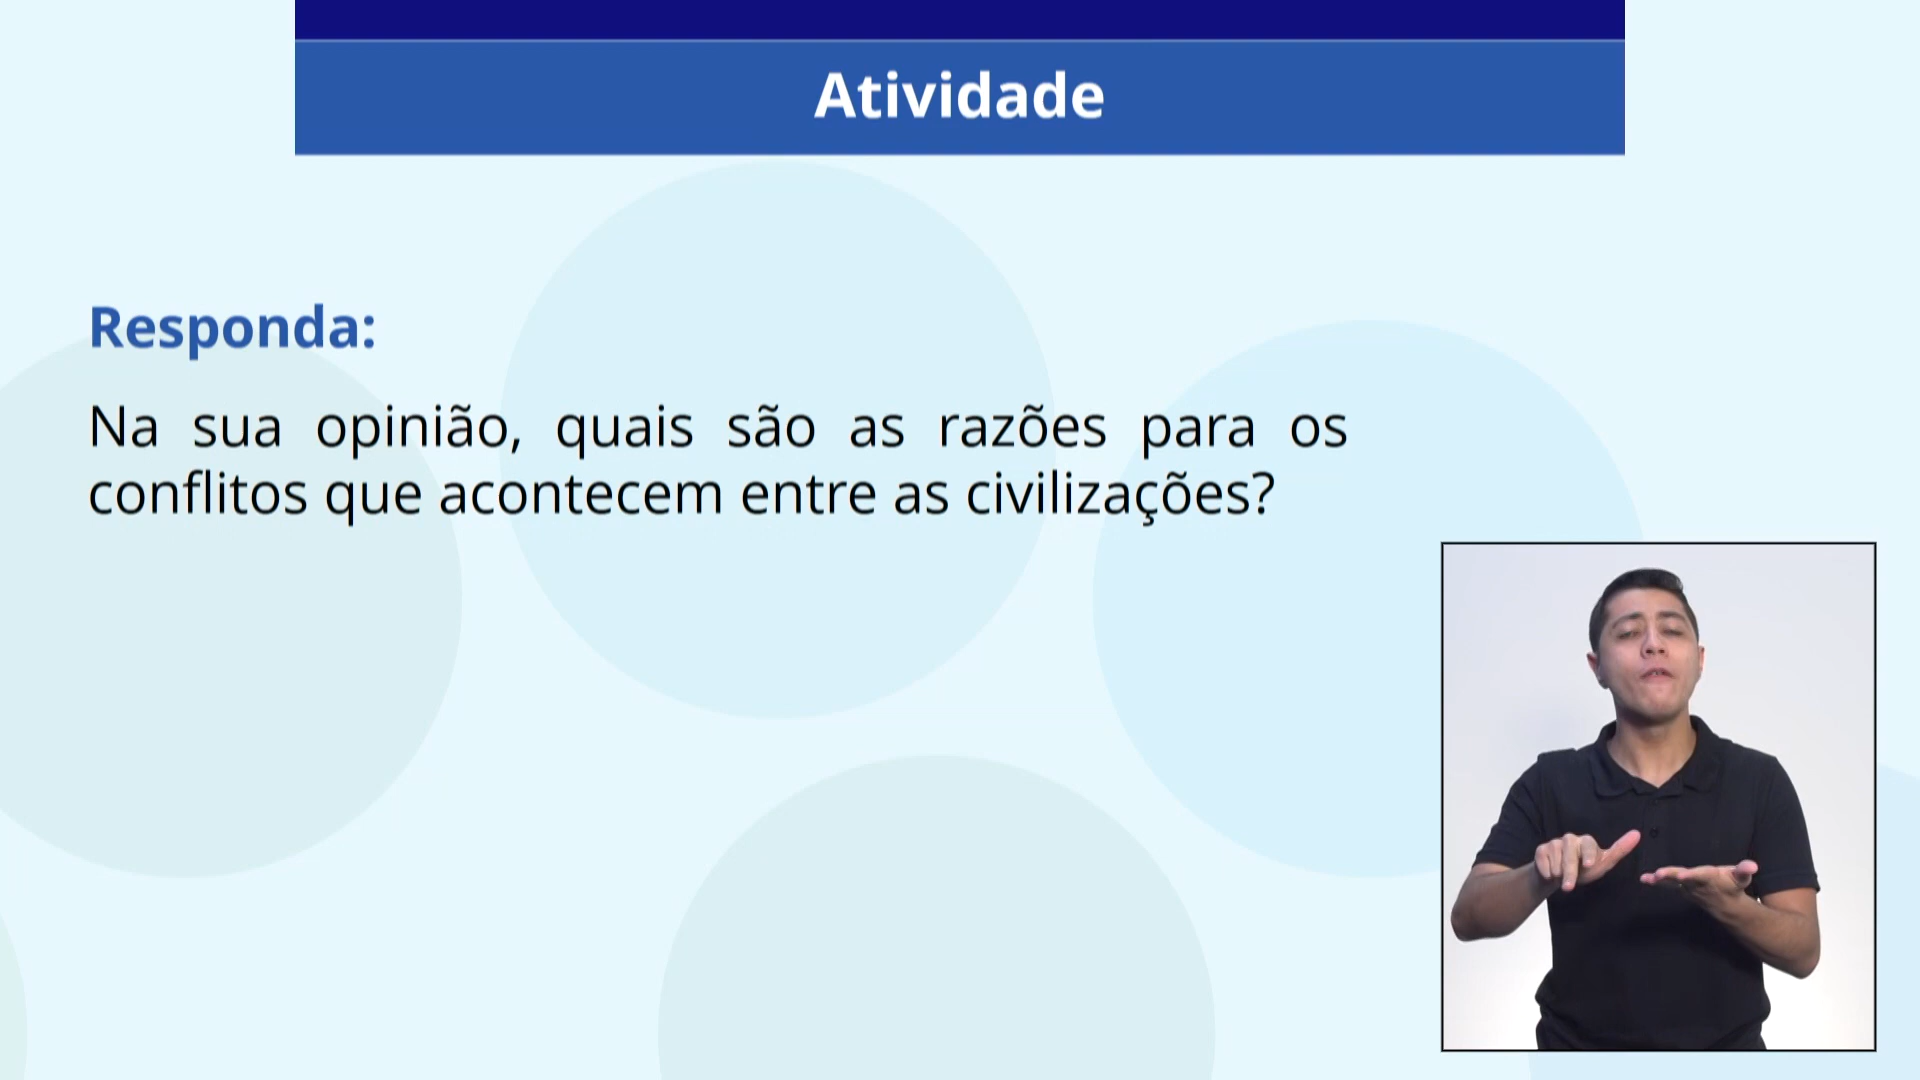 Atividade
Responda:
Na sua opinião, quais são as razões para os
conflitos que acontecem entre as civilizações?